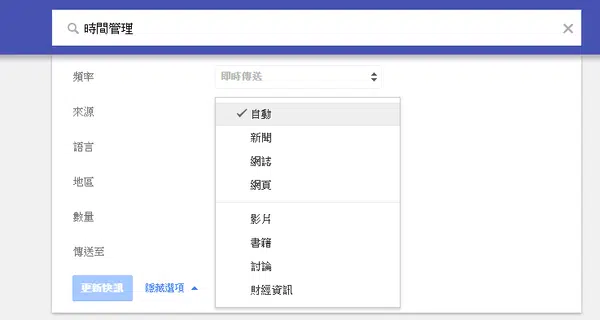 時間管理
頻率
即時傳送
來源
自動
新聞
語言
網誌
地區
網頁
數量
影片
傳送至
書籍
討論
更新快訊
隱藏選項
財經資訊